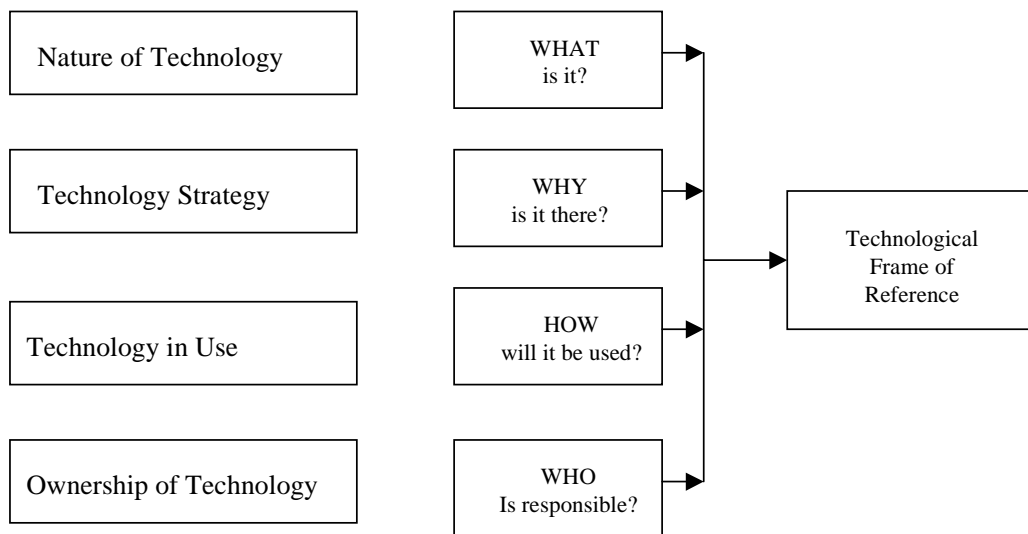 Nature of Technology
WHAT
is it?
Technology Strategy
WHY
is it there?
Technological
Frame of
Reference
Technology in Use
HOW
will it be used?
Ownership of Technology
WHO
Is responsible?